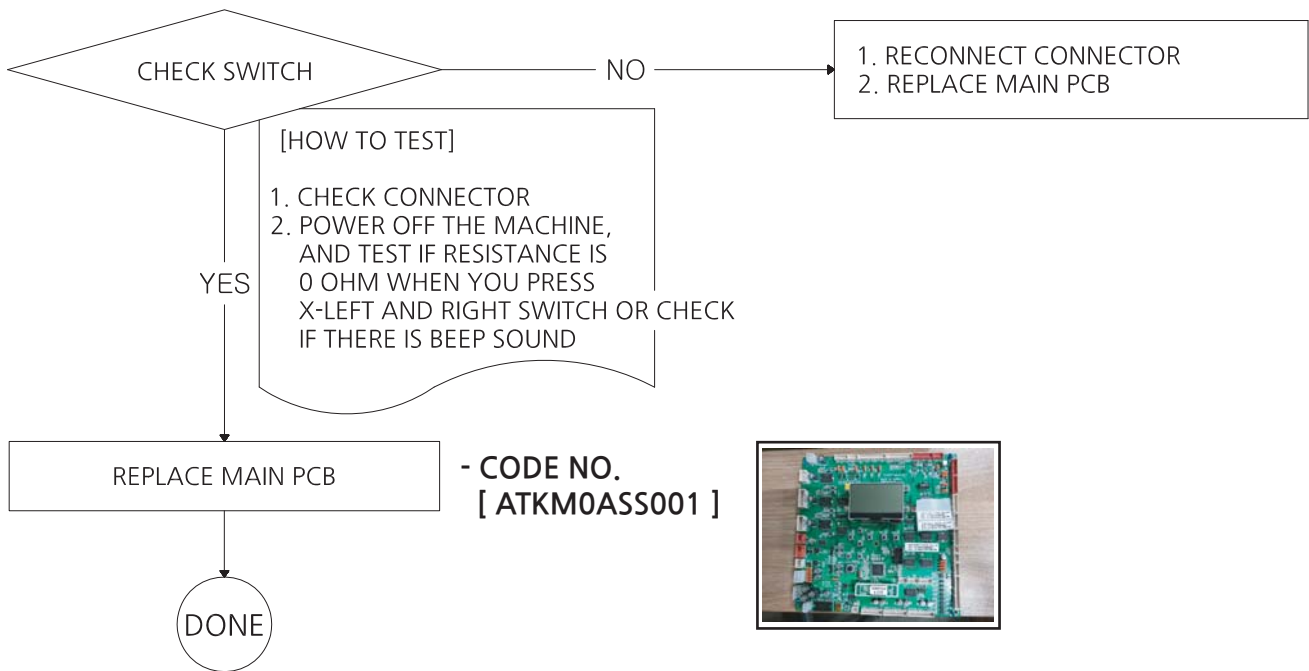 CHECK SWITCH
NO
1. RECONNECT CONNECTOR
2. REPLACE MAIN PCB
[HOW TO TEST]
1. CHECK CONNECTOR
2. POWER OFF THE MACHINE,
AND TEST IF RESISTANCE IS
0 OHM WHEN YOU PRESS
X-LEFT AND RIGHT SWITCH OR CHECK
IF THERE IS BEEP SOUND
YES
REPLACE MAIN PCB
- CODE NO.
[ ATKM0ASS001 ]
DONE